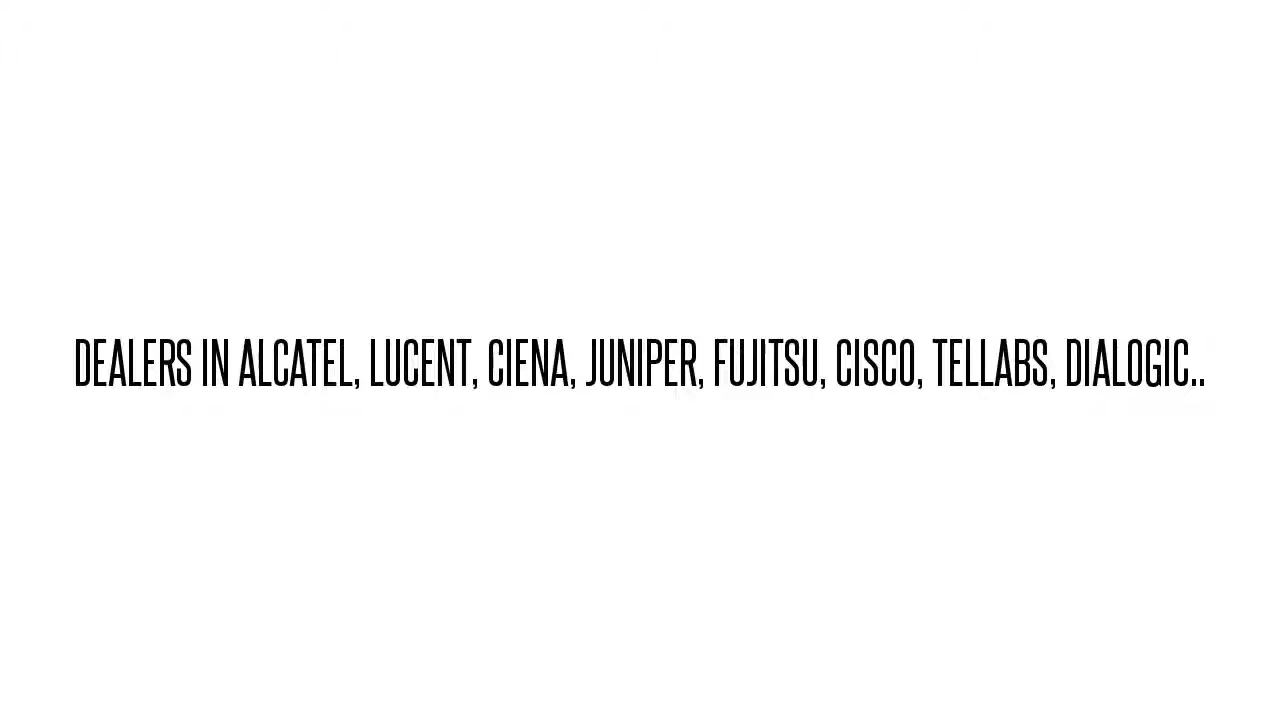 DEALERS IN ALCATEL, LUCENT, CIENA, JUNIPER, FUJITSU, CISCO, TELLABS, DIALOGIC..